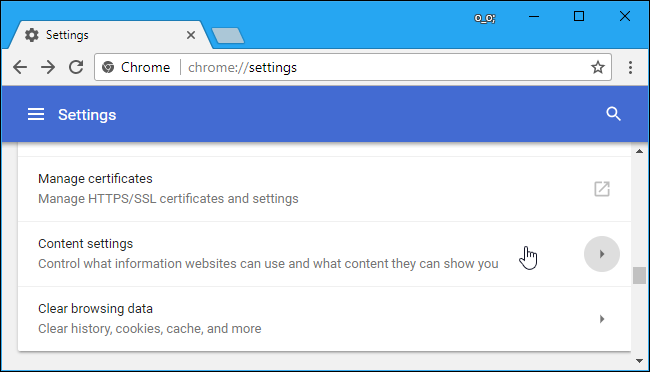 o_o;
Settings
Chrome chrome://settings
Settings
Manage certificates
Manage HTTPS/SSL certificates and settings
Content settings
Control what information websites can use and what content they can show you
Clear browsing data
Clear history, cookies, cache, and more